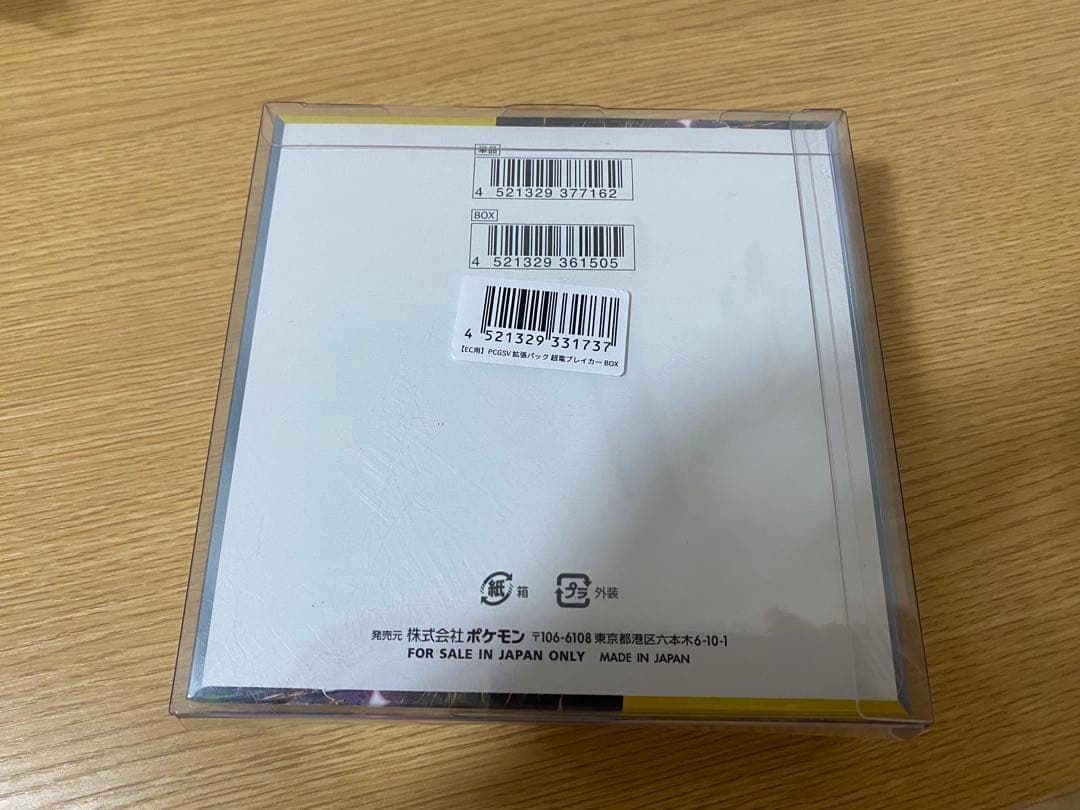 単品
4 521329 377162
BOX
4 521329 361505
4 521329 331737
【EC用】 PCGSV 拡張パック 超電ブレイカー BOX
紙 箱 プラ 外装
発売元 株式会社ポケモン 〒106-6108 東京都港区六本木6-10-1
FOR SALE IN JAPAN ONLY MADE IN JAPAN